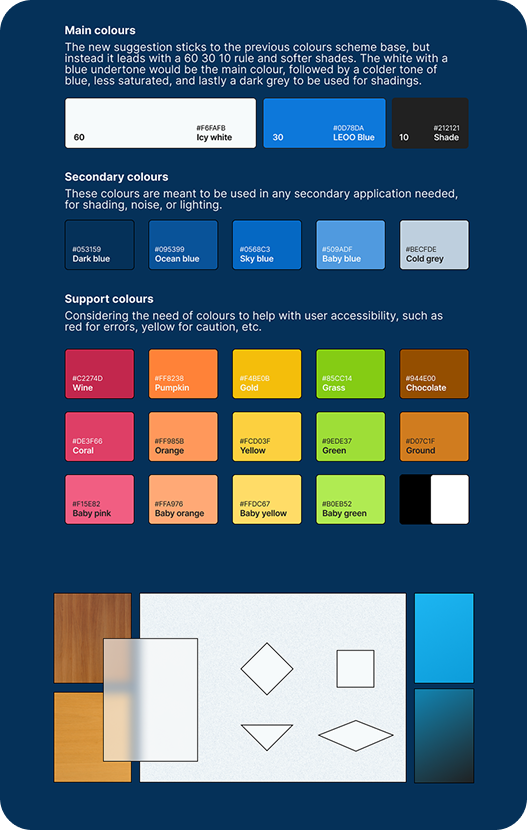 Main colours
The new suggestion sticks to the previous colours scheme base, but
instead it leads with a 60 30 10 rule and softer shades. The white with a
blue undertone would be the main colour, followed by a colder tone of
blue, less saturated, and lastly a dark grey to be used for shadings.
60
#F6FAFB
Icy white
30
#0D78DA
LEOO Blue
10
#212121
Shade
Secondary colours
These colours are meant to be used in any secondary application needed,
for shading, noise, or lighting.
#053159
Dark blue
#095399
Ocean blue
#0568C3
Sky blue
#509ADF
Baby blue
#BECFDE
Cold grey
Support colours
Considering the need of colours to help with user accessibility, such as
red for errors, yellow for caution, etc.
#C2274D
Wine
#FF8238
Pumpkin
#F4BE0B
Gold
#85CC14
Grass
#944E00
Chocolate
#DE3F66
Coral
#FF985B
Orange
#FCD03F
Yellow
#9EDE37
Green
#D07C1F
Ground
#F15E82
Baby pink
#FFA976
Baby orange
#FFDC67
Baby yellow
#B0EB52
Baby green